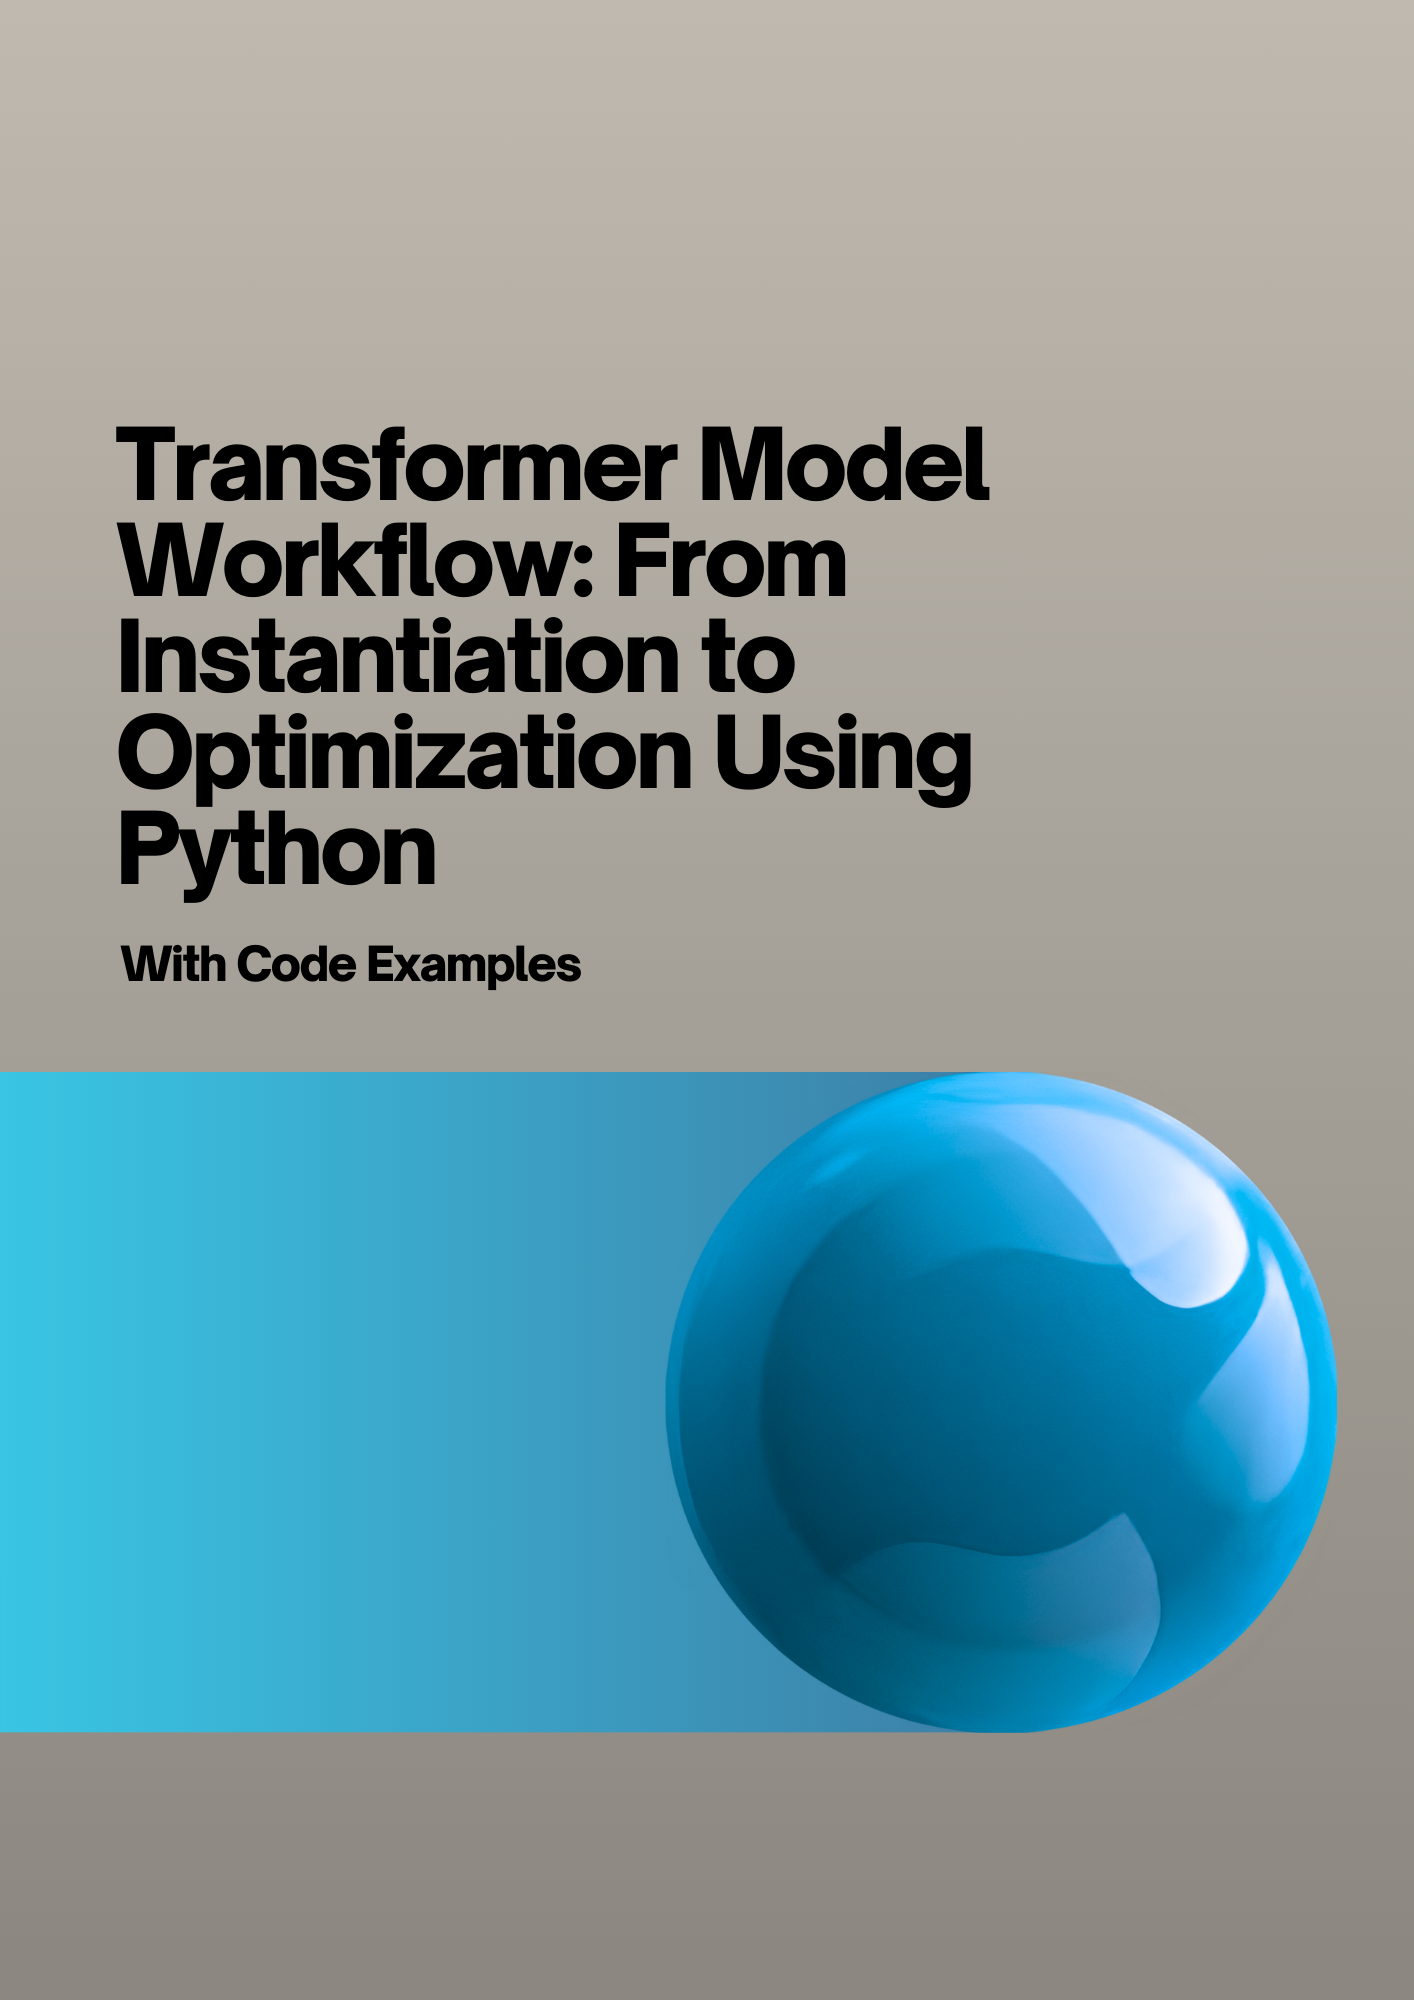 Transformer Model
Workflow: From
Instantiation to
Optimization Using
Python
With Code Examples